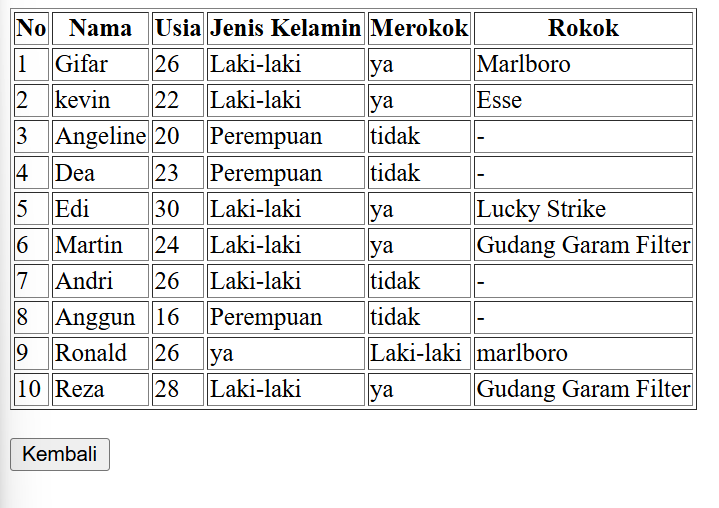 No Nama Usia Jenis Kelamin Merokok Rokok
1 Gifar 26 Laki-laki ya Marlboro
2 kevin 22 Laki-laki ya Esse
3 Angeline 20 Perempuan tidak -
4 Dea 23 Perempuan tidak -
5 Edi 30 Laki-laki ya Lucky Strike
6 Martin 24 Laki-laki ya Gudang Garam Filter
7 Andri 26 Laki-laki tidak -
8 Anggun 16 Perempuan tidak -
9 Ronald 26 ya Laki-laki marlboro
10 Reza 28 Laki-laki ya Gudang Garam Filter
Kembali